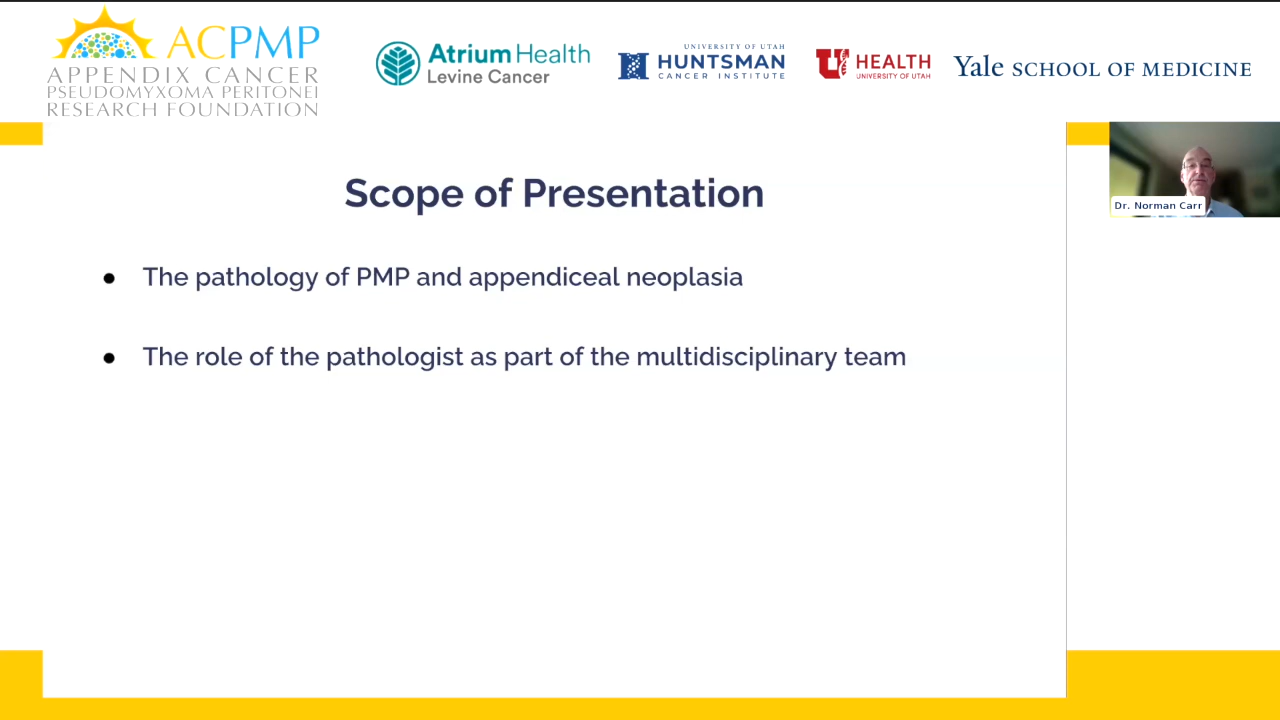 ACPMP
APPENDIX CANCER
PSEUDOMYXOMA PERITONEI
RESEARCH FOUNDATION
Atrium Health
Levine Cancer
UNIVERSITY OF UTAH
HUNTSMAN
CANCER INSTITUTE
U HEALTH
UNIVERSITY OF UTAH
Yale SCHOOL OF MEDICINE
Dr. Norman Carr
Scope of Presentation
● The pathology of PMP and appendiceal neoplasia
● The role of the pathologist as part of the multidisciplinary team